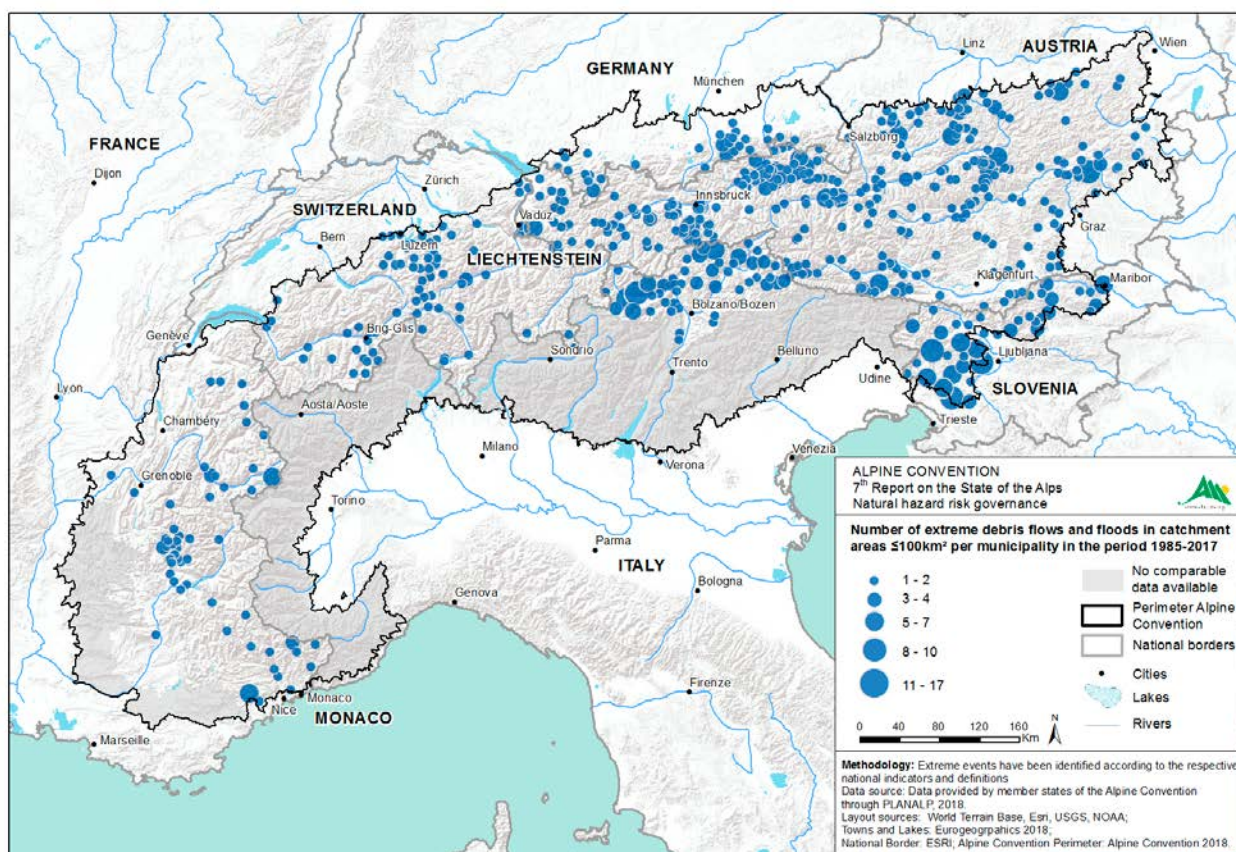 Linz
Wien
AUSTRIA
GERMANY
München
FRANCE
Salzburg
Dijon
Zürich
Innsbruck
SWITZERLAND
Vaduz
Graz
Bern
Luzern
LIECHTENSTEIN
Klagenfurt
Maribor
Bolzano/Bozen
Genève
Brig-Glis
Sondrio
Belluno
Ljubljana
Trento
Udine
SLOVENIA
Lyon
Aosta/Aoste
Chambéry
Trieste
Milano
Venezia
Verona
Grenoble
Torino
Parma
ITALY
Bologna
Genova
Firenze
Monaco
Nice
MONACO
Marseille
ALPINE CONVENTION
7th Report on the State of the Alps
Natural hazard risk governance
Number of extreme debris flows and floods in catchment
areas ≦100km² per municipality in the period 1985-2017
1 - 2
3 - 4
5 - 7
8 - 10
11 - 17
No comparable
data available
Perimeter Alpine
Convention
National borders
Cities
Lakes
Rivers
0 40 80 120 160
Km
N
Methodology: Extreme events have been identified according to the respective
national indicators and definitions
Data source: Data provided by member states of the Alpine Convention
through PLANALP, 2018.
Layout sources: World Terrain Base, Esri, USGS, NOAA;
Towns and Lakes: Eurogeogrpahics 2018;
National Border: ESRI; Alpine Convention Perimeter: Alpine Convention 2018.